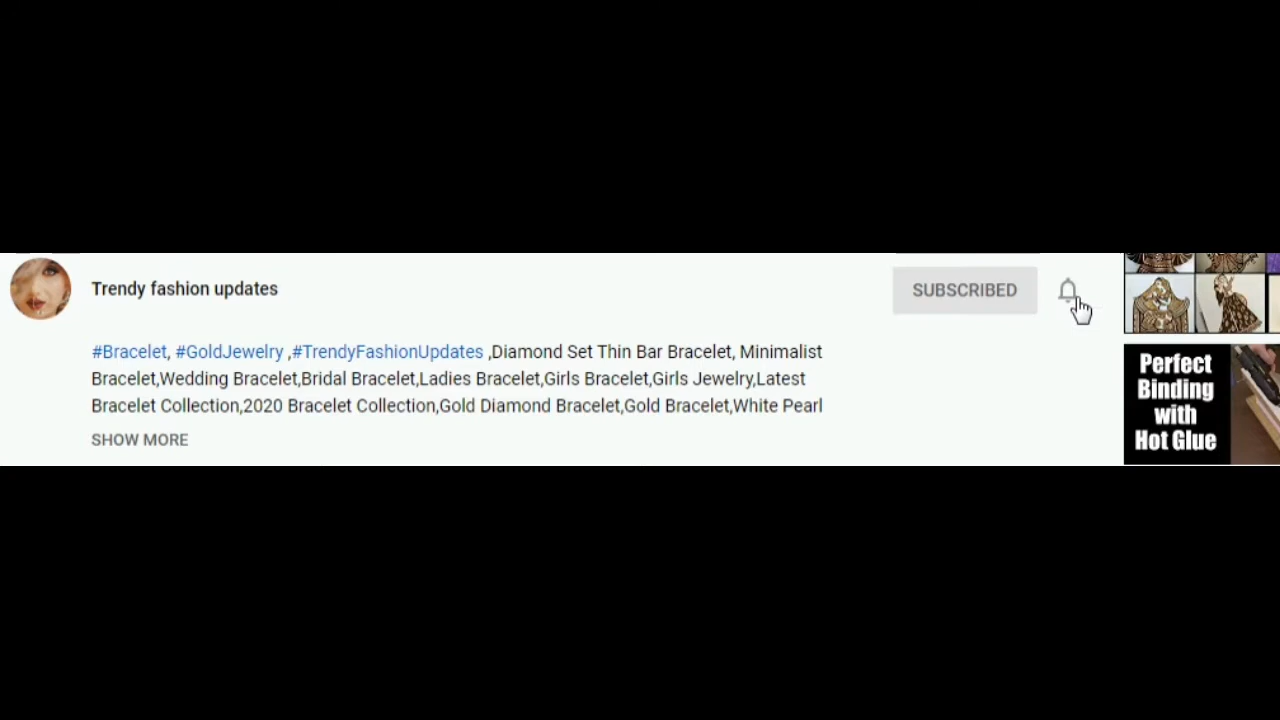 Trendy fashion updates
SUBSCRIBED
#Bracelet, #GoldJewelry ,#TrendyFashionUpdates ,Diamond Set Thin Bar Bracelet, Minimalist
Bracelet,Wedding Bracelet,Bridal Bracelet,Ladies Bracelet,Girls Bracelet,Girls Jewelry,Latest
Bracelet Collection,2020 Bracelet Collection,Gold Diamond Bracelet,Gold Bracelet,White Pearl
SHOW MORE
Perfect
Binding
with
Hot Glue